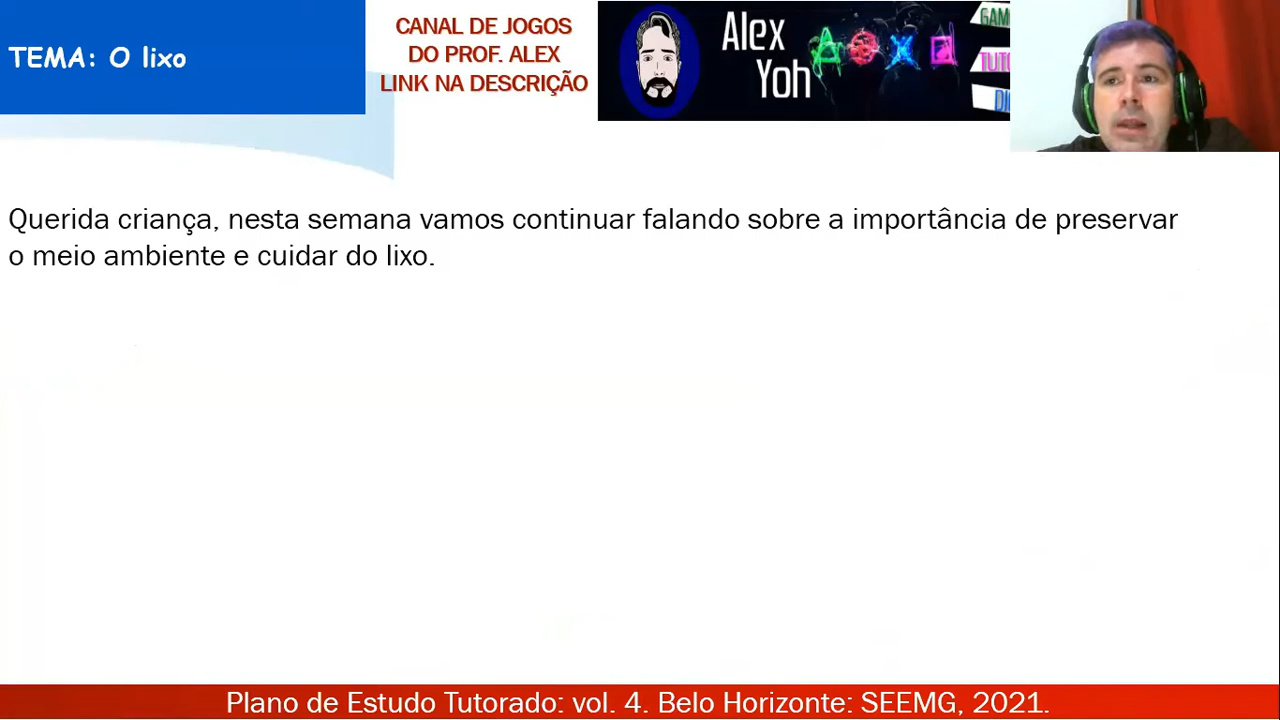 TEMA: O lixo
CANAL DE JOGOS
DO PROF. ALEX
LINK NA DESCRIÇÃO
Alex
Yoh
Querida criança, nesta semana vamos continuar falando sobre a importância de preservar
o meio ambiente e cuidar do lixo.
Plano de Estudo Tutorado: vol. 4. Belo Horizonte: SEEMG, 2021.